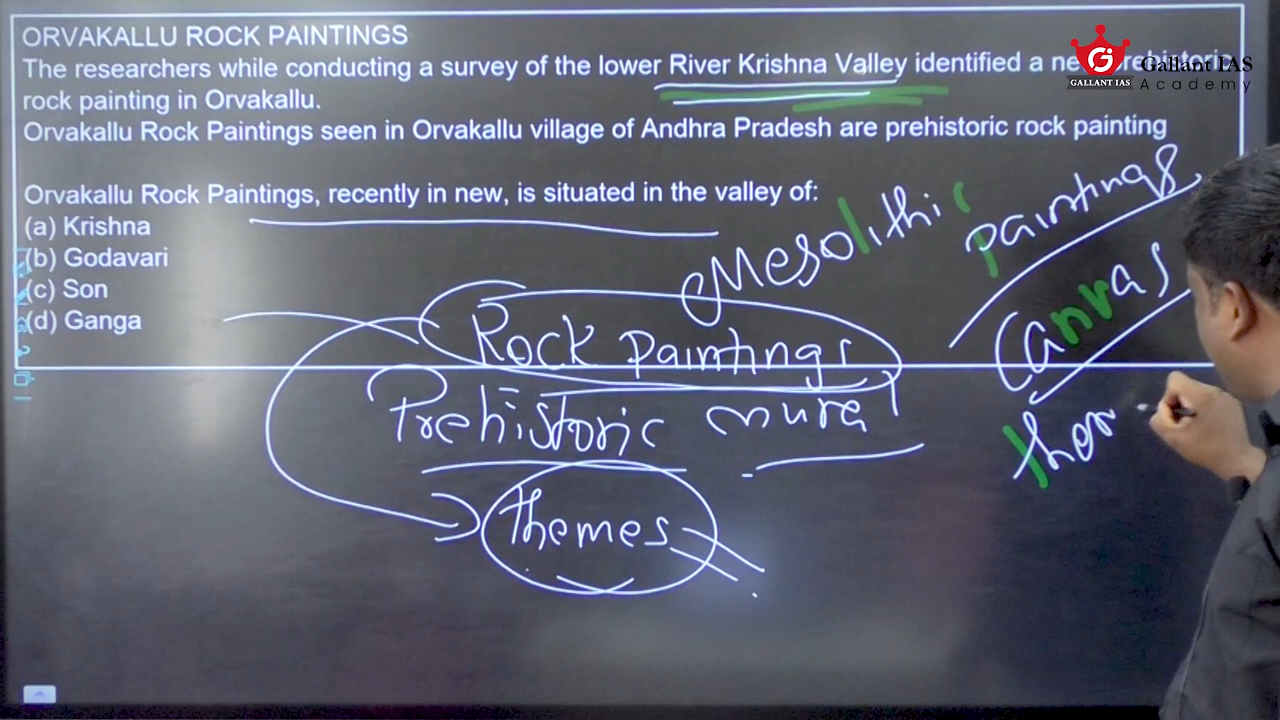 ORVAKALLU ROCK PAINTINGS
The researchers while conducting a survey of the lower River Krishna Valley identified a new prehistoric
rock painting in Orvakallu.
Orvakallu Rock Paintings seen in Orvakallu village of Andhra Pradesh are prehistoric rock painting
Gallant IAS
Academy
Gi
GALLANT IAS
Orvakallu Rock Paintings, recently in new, is situated in the valley of:
(a) Krishna
(b) Godavari
(c) Son
(d) Ganga
Mesolithic
paintings
Canvas
Rock paintings
Prehistoric mural
themes